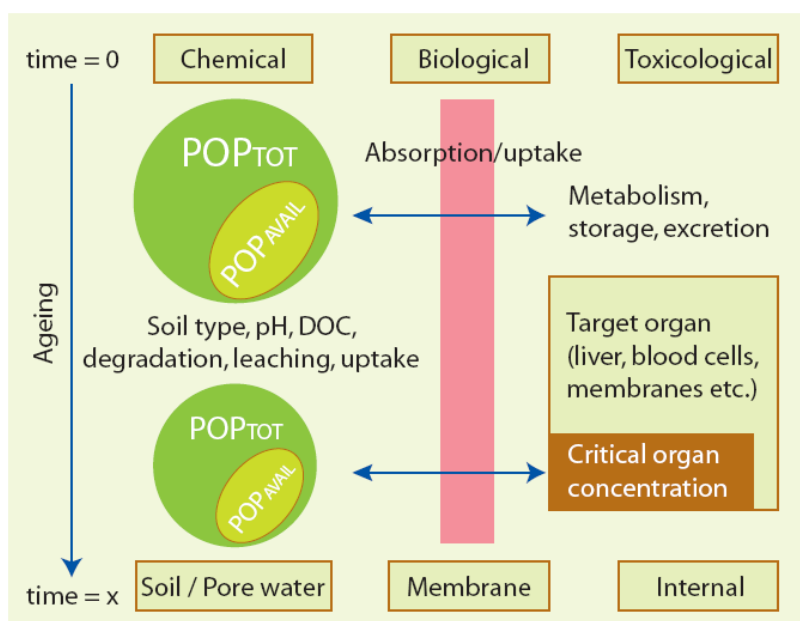 time = 0
Chemical
Biological
Toxicological
POPTOT
POPAVAIL
Absorption/uptake
Metabolism,
storage, excretion
Ageing
Soil type, pH, DOC,
degradation, leaching, uptake
Target organ
(liver, blood cells,
membranes etc.)
POPTOT
POPAVAIL
Critical organ
concentration
time = x
Soil / Pore water
Membrane
Internal